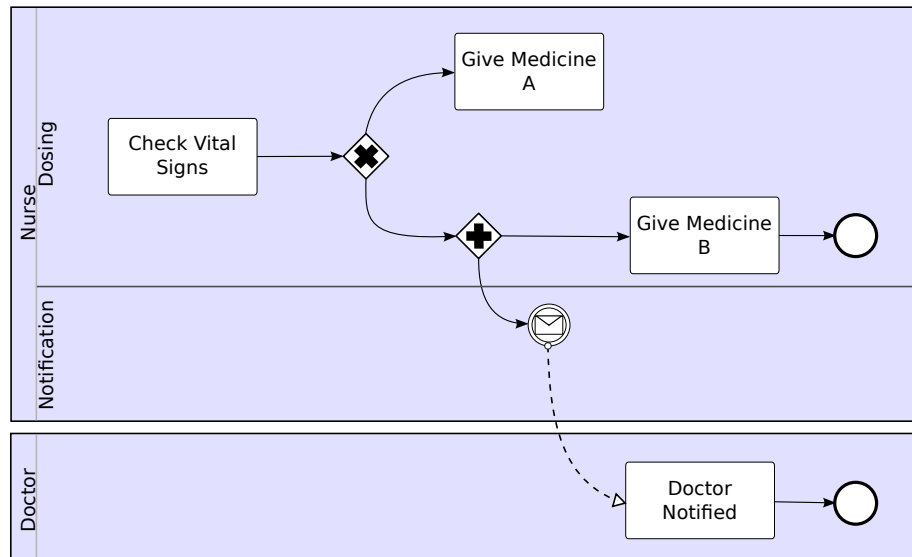 Nurse
Dosing
Check Vital
Signs
Give Medicine
A
Give Medicine
B
Notification
Doctor
Doctor
Notified